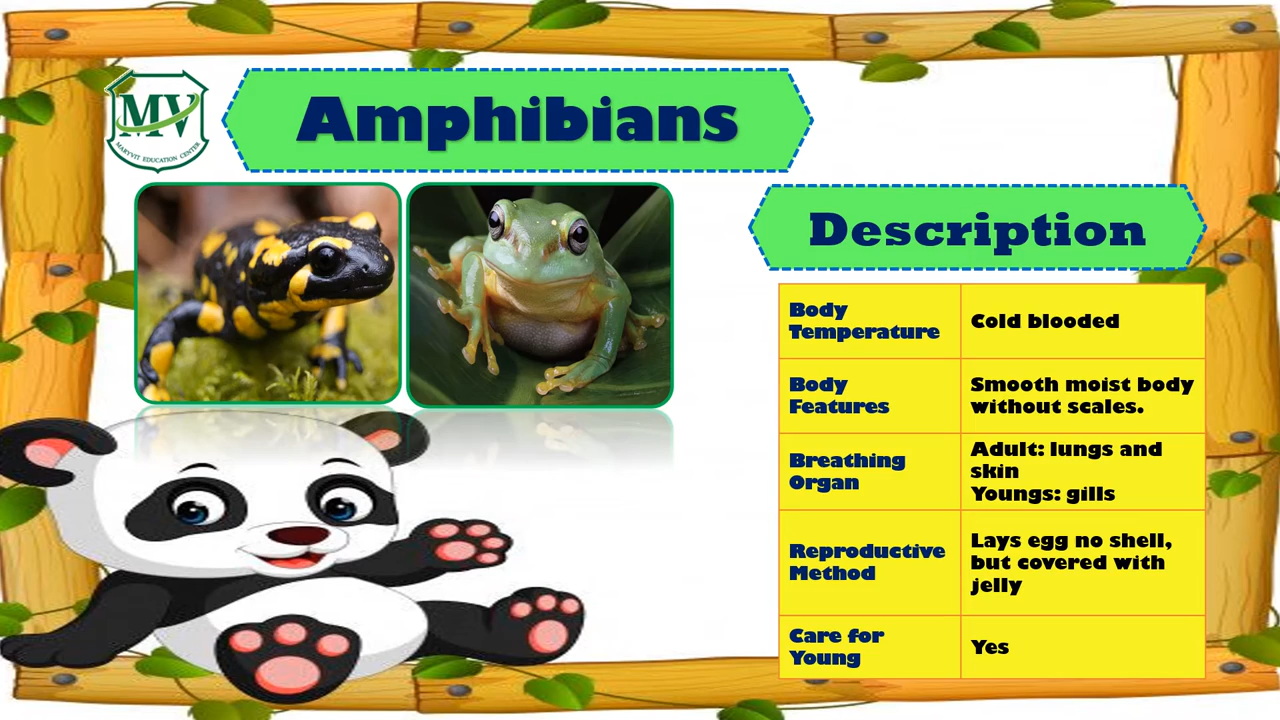 MV
MARYVIT EDUCATION CENTER
Amphibians
Description
Body
Temperature
Cold blooded
Body
Features
Smooth moist body
without scales.
Breathing
Organ
Adult: lungs and
skin
Youngs: gills
Reproductive
Method
Lays egg no shell,
but covered with
jelly
Care for
Young
Yes